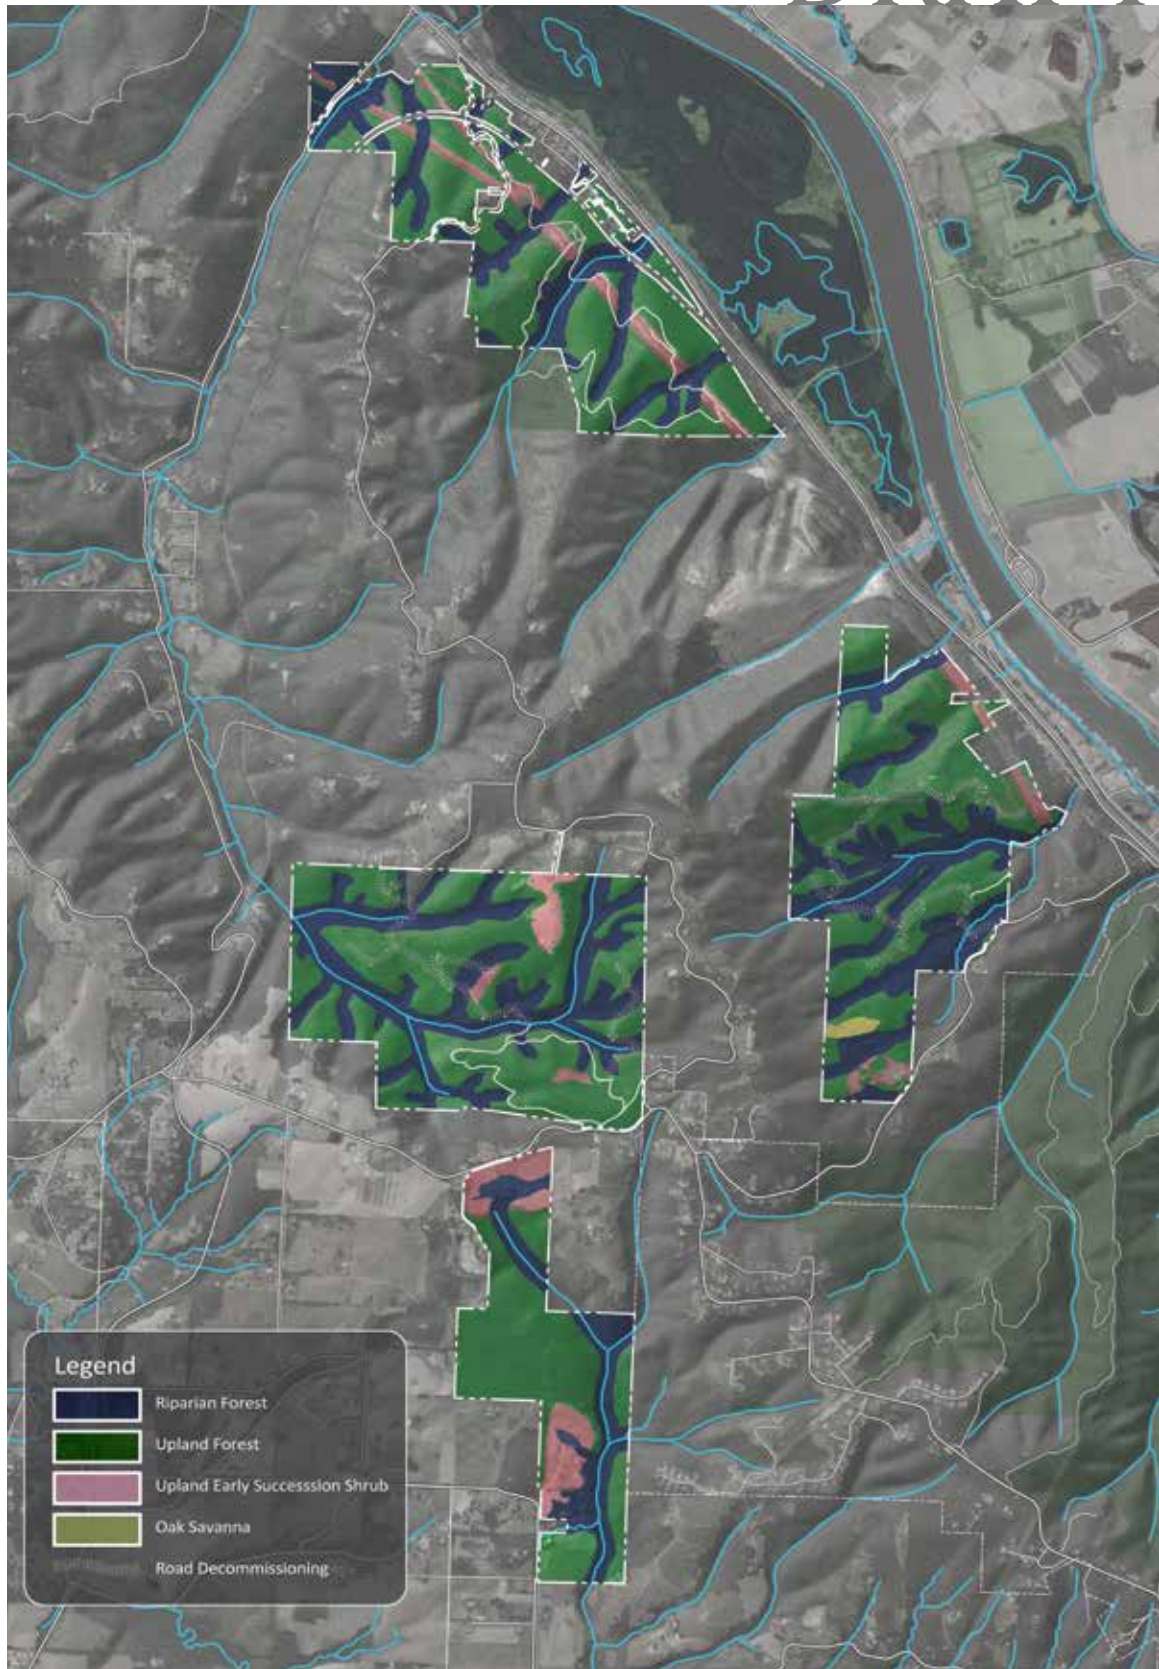 Legend
Riparian Forest
Upland Forest
Upland Early Successsion Shrub
Oak Savanna
Road Decommissioning